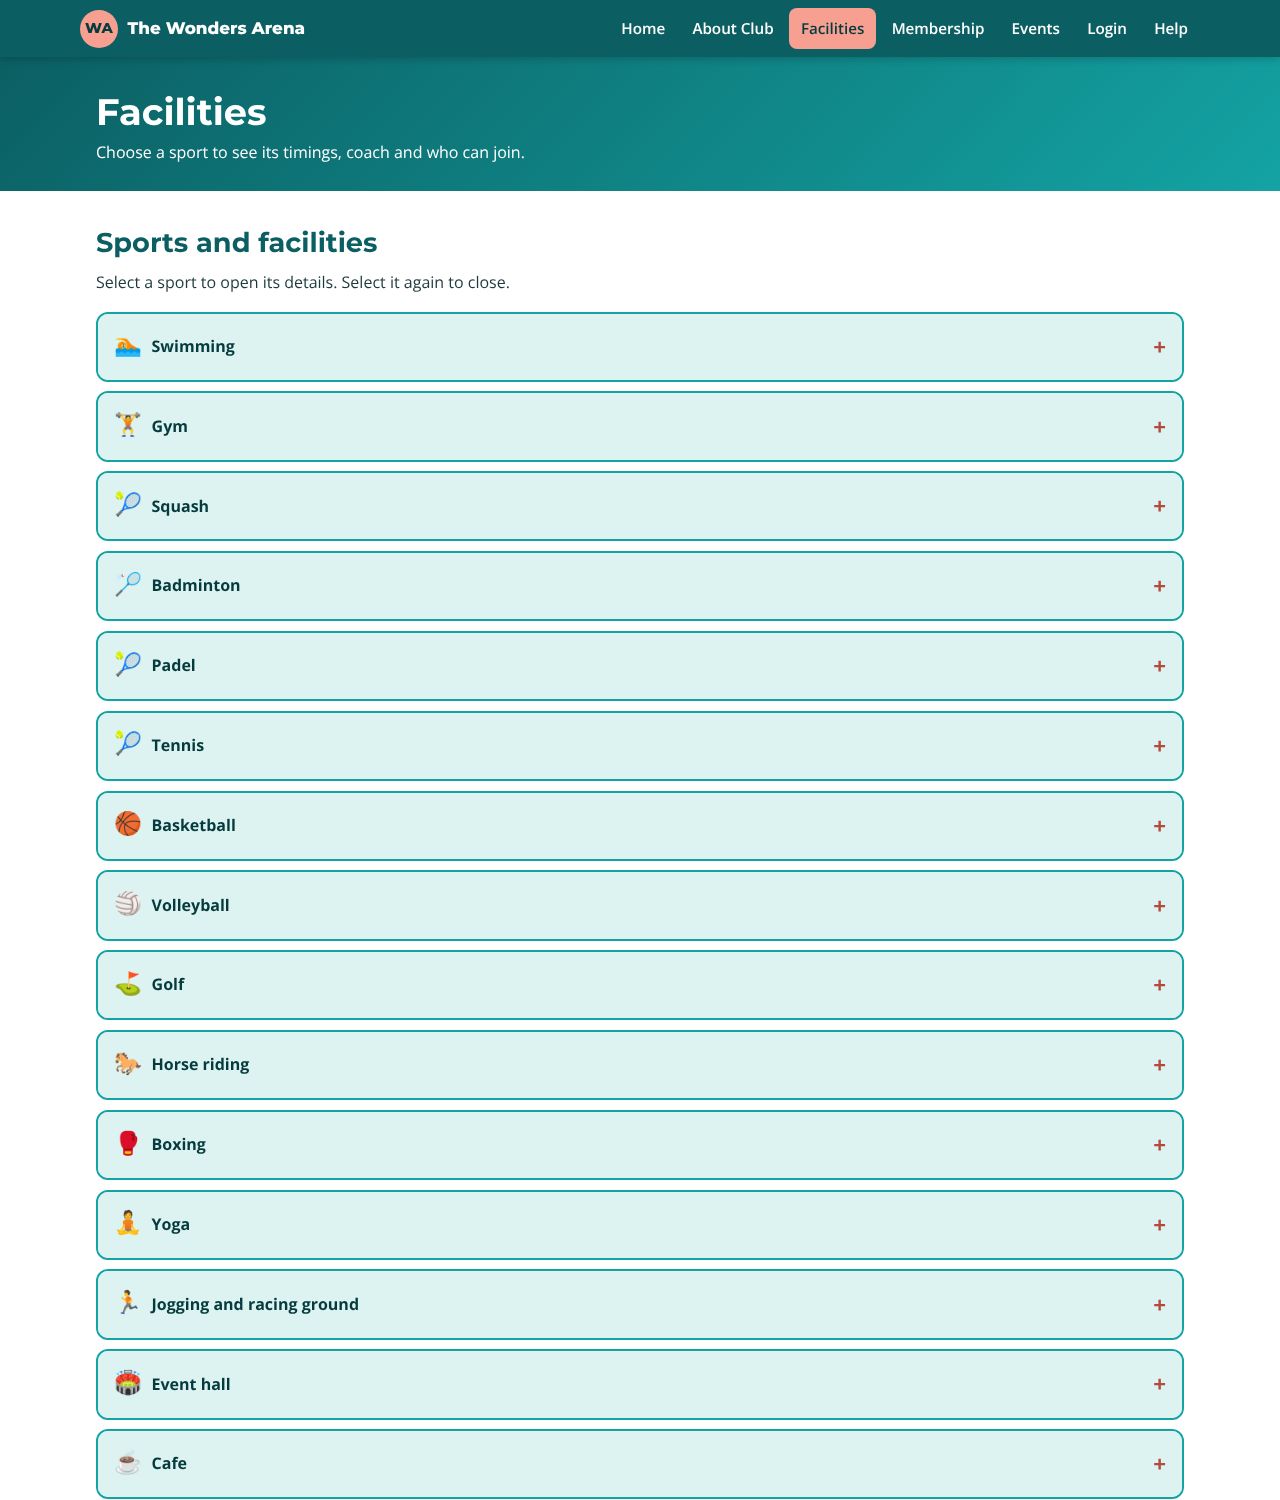 WA The Wonders Arena Home About Club Facilities Membership Events Login Help
Facilities
Choose a sport to see its timings, coach and who can join.
Sports and facilities
Select a sport to open its details. Select it again to close.
Swimming +
Gym +
Squash +
Badminton +
Padel +
Tennis +
Basketball +
Volleyball +
Golf +
Horse riding +
Boxing +
Yoga +
Jogging and racing ground +
Event hall +
Cafe +